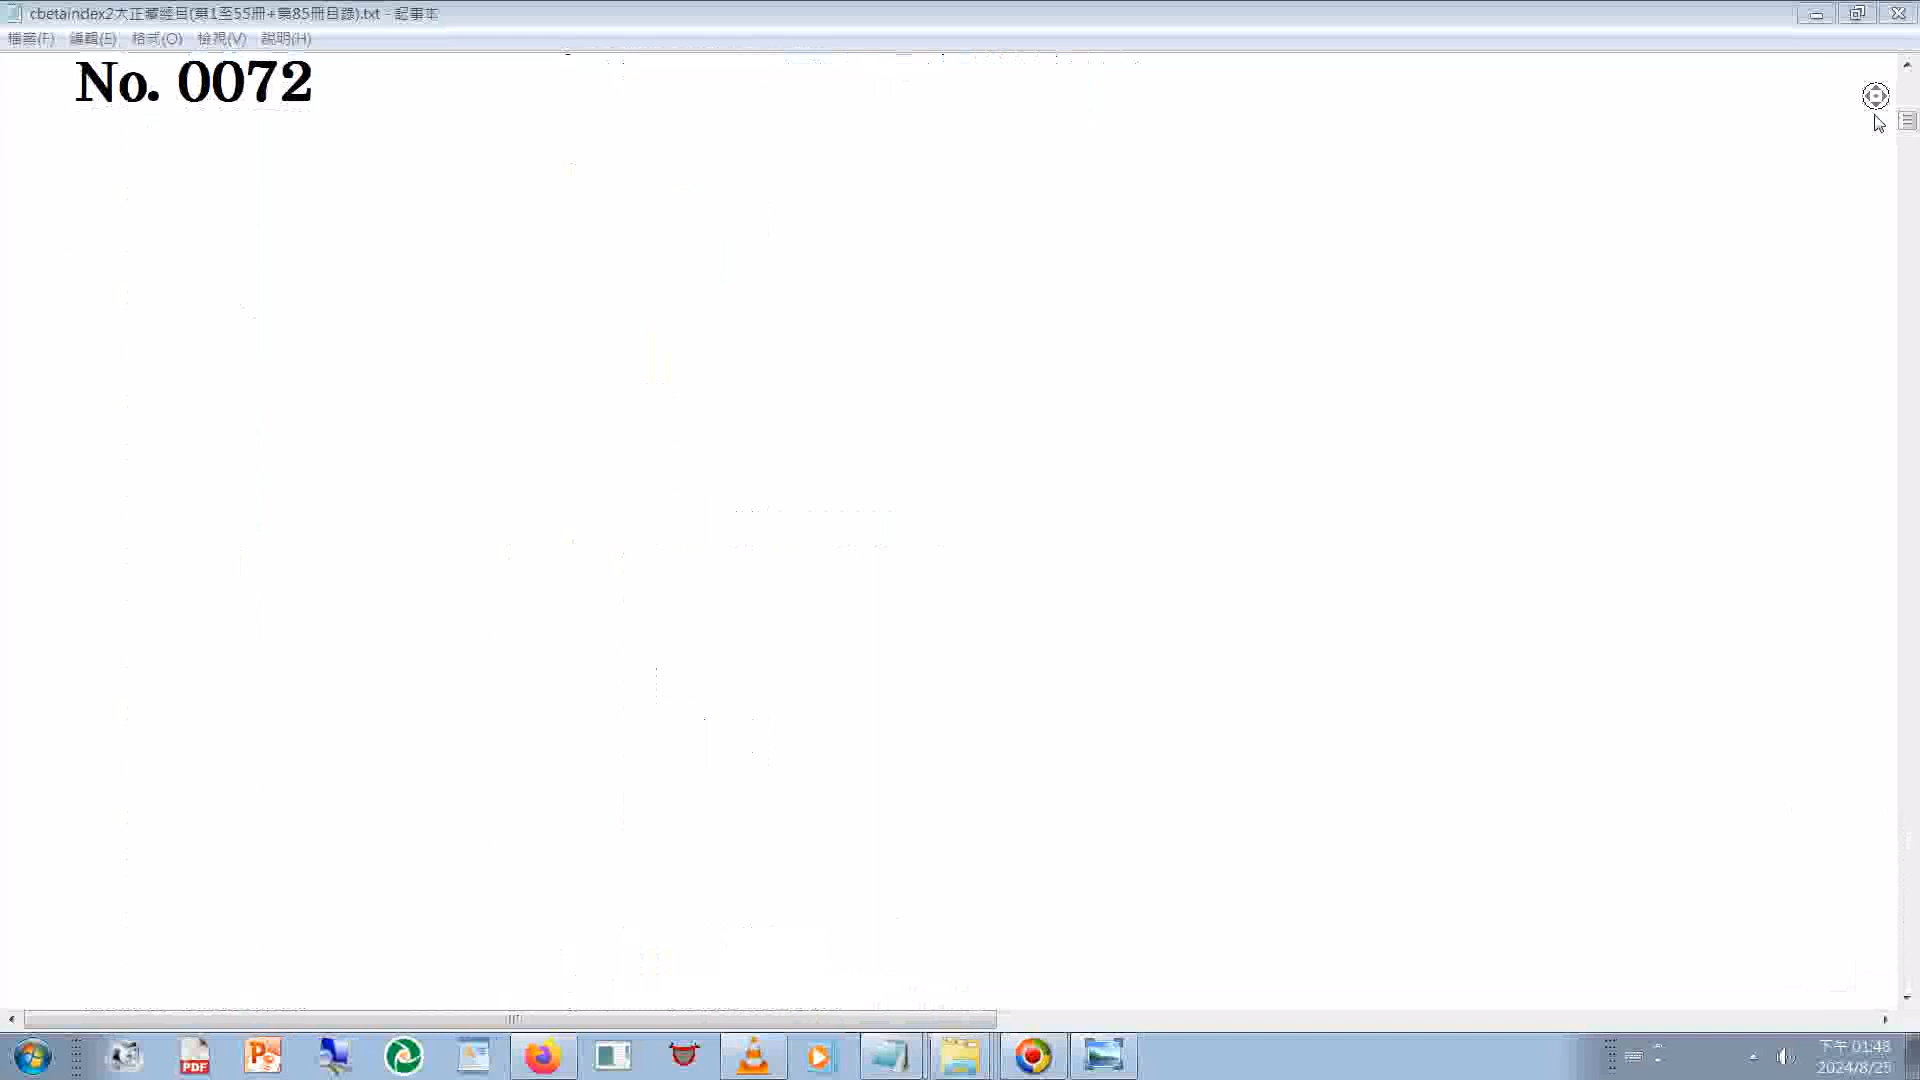 cbetaindex2大正藏經目(第1至55冊+第85冊目錄).txt - 記事本
檔案(F) 編輯(E) 格式(O) 檢視(V) 說明(H)
No. 0072
PDF
下午 01:48
2024/8/25